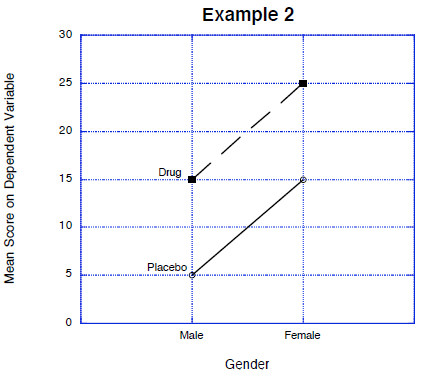 Example 2
Mean Score on Dependent Variable
30
25
20
15
10
5
0
Drug
Placebo
Male
Female
Gender